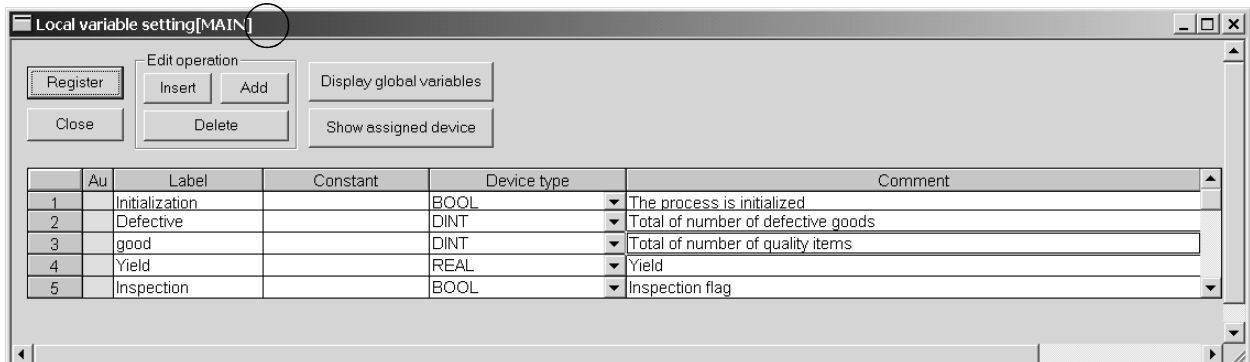 Local variable setting[MAIN]
Edit operation
Register
Insert
Add
Display global variables
Close
Delete
Show assigned device
Au Label Constant Device type Comment
1 Initialization BOOL The process is initialized
2 Defective DINT Total of number of defective goods
3 good DINT Total of number of quality items
4 Yield REAL Yield
5 Inspection BOOL Inspection flag